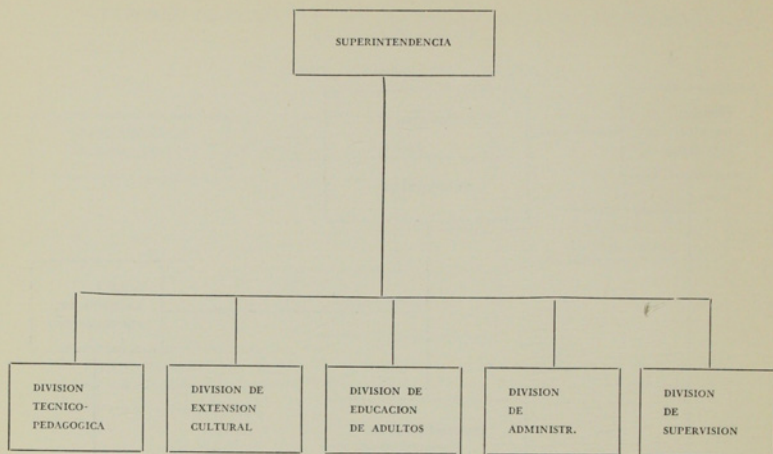 SUPERINTENDENCIA
DIVISION
TECNICO-
PEDAGOGICA
DIVISION DE
EXTENSION
CULTURAL
DIVISION DE
EDUCACION
DE ADULTOS
DIVISION
DE
ADMINISTR.
DIVISION
DE
SUPERVISION